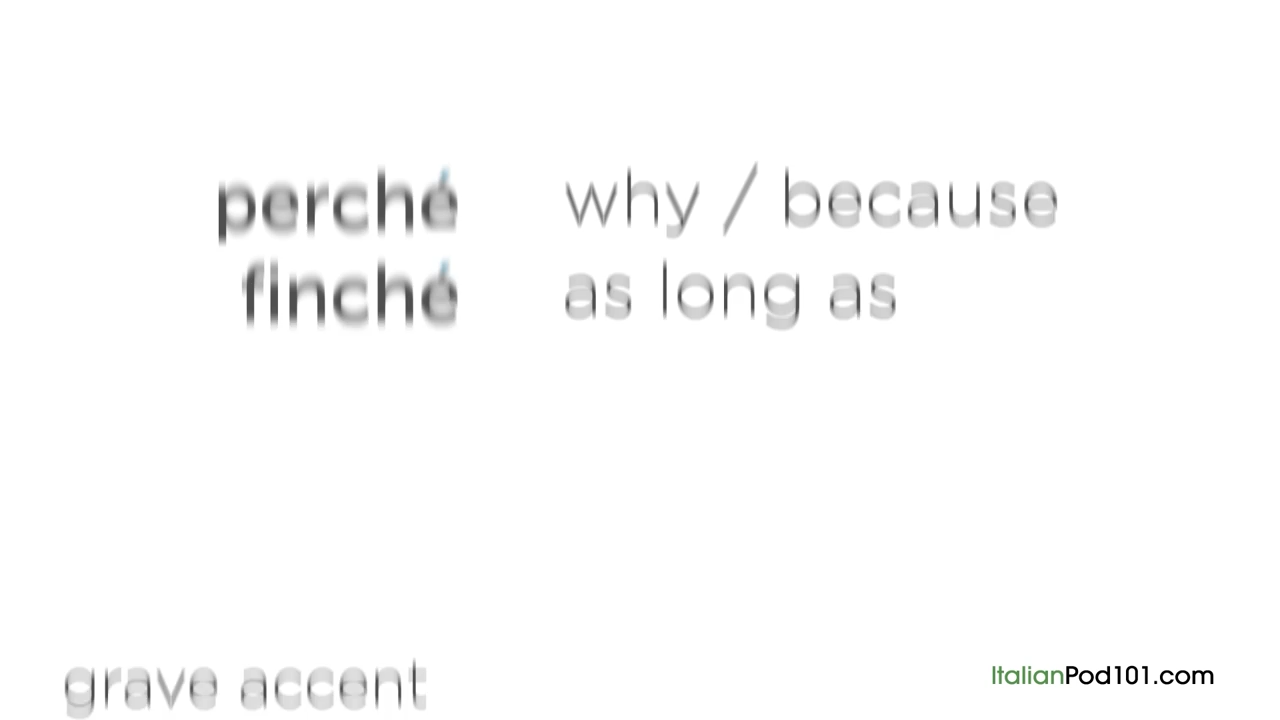 perché why / because
finché as long as
grave accent
ItalianPod101.com